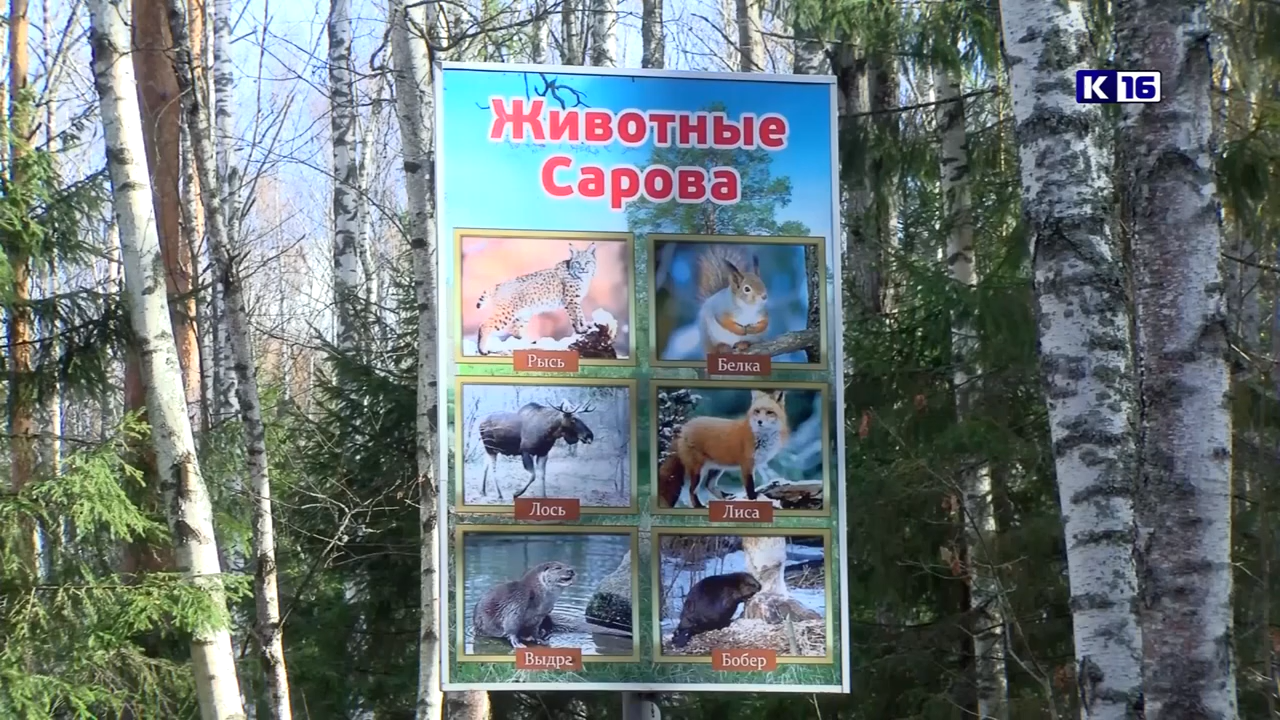 К 16
Животные
Сарова
Рысь
Белка
Лось
Лиса
Выдра
Бобер